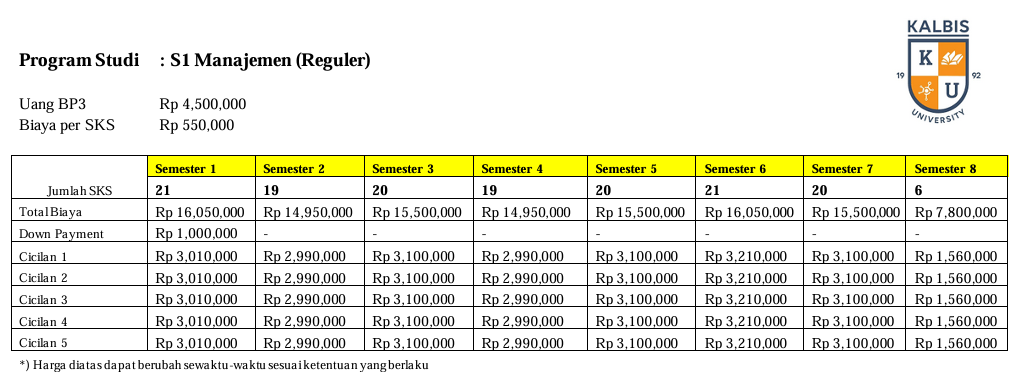 KALBIS
K
U
19 92
UNIVERSITY
Program Studi : S1 Manajemen (Reguler)
Uang BP3 Rp 4,500,000
Biaya per SKS Rp 550,000
Semester 1 Semester 2 Semester 3 Semester 4 Semester 5 Semester 6 Semester 7 Semester 8
Jumlah SKS 21 19 20 19 20 21 20 6
Total Biaya Rp 16,050,000 Rp 14,950,000 Rp 15,500,000 Rp 14,950,000 Rp 15,500,000 Rp 16,050,000 Rp 15,500,000 Rp 7,800,000
Down Payment Rp 1,000,000 - - - - - - -
Cicilan 1 Rp 3,010,000 Rp 2,990,000 Rp 3,100,000 Rp 2,990,000 Rp 3,100,000 Rp 3,210,000 Rp 3,100,000 Rp 1,560,000
Cicilan 2 Rp 3,010,000 Rp 2,990,000 Rp 3,100,000 Rp 2,990,000 Rp 3,100,000 Rp 3,210,000 Rp 3,100,000 Rp 1,560,000
Cicilan 3 Rp 3,010,000 Rp 2,990,000 Rp 3,100,000 Rp 2,990,000 Rp 3,100,000 Rp 3,210,000 Rp 3,100,000 Rp 1,560,000
Cicilan 4 Rp 3,010,000 Rp 2,990,000 Rp 3,100,000 Rp 2,990,000 Rp 3,100,000 Rp 3,210,000 Rp 3,100,000 Rp 1,560,000
Cicilan 5 Rp 3,010,000 Rp 2,990,000 Rp 3,100,000 Rp 2,990,000 Rp 3,100,000 Rp 3,210,000 Rp 3,100,000 Rp 1,560,000
*) Harga diatas dapat berubah sewaktu-waktu sesuai ketentuan yang berlaku